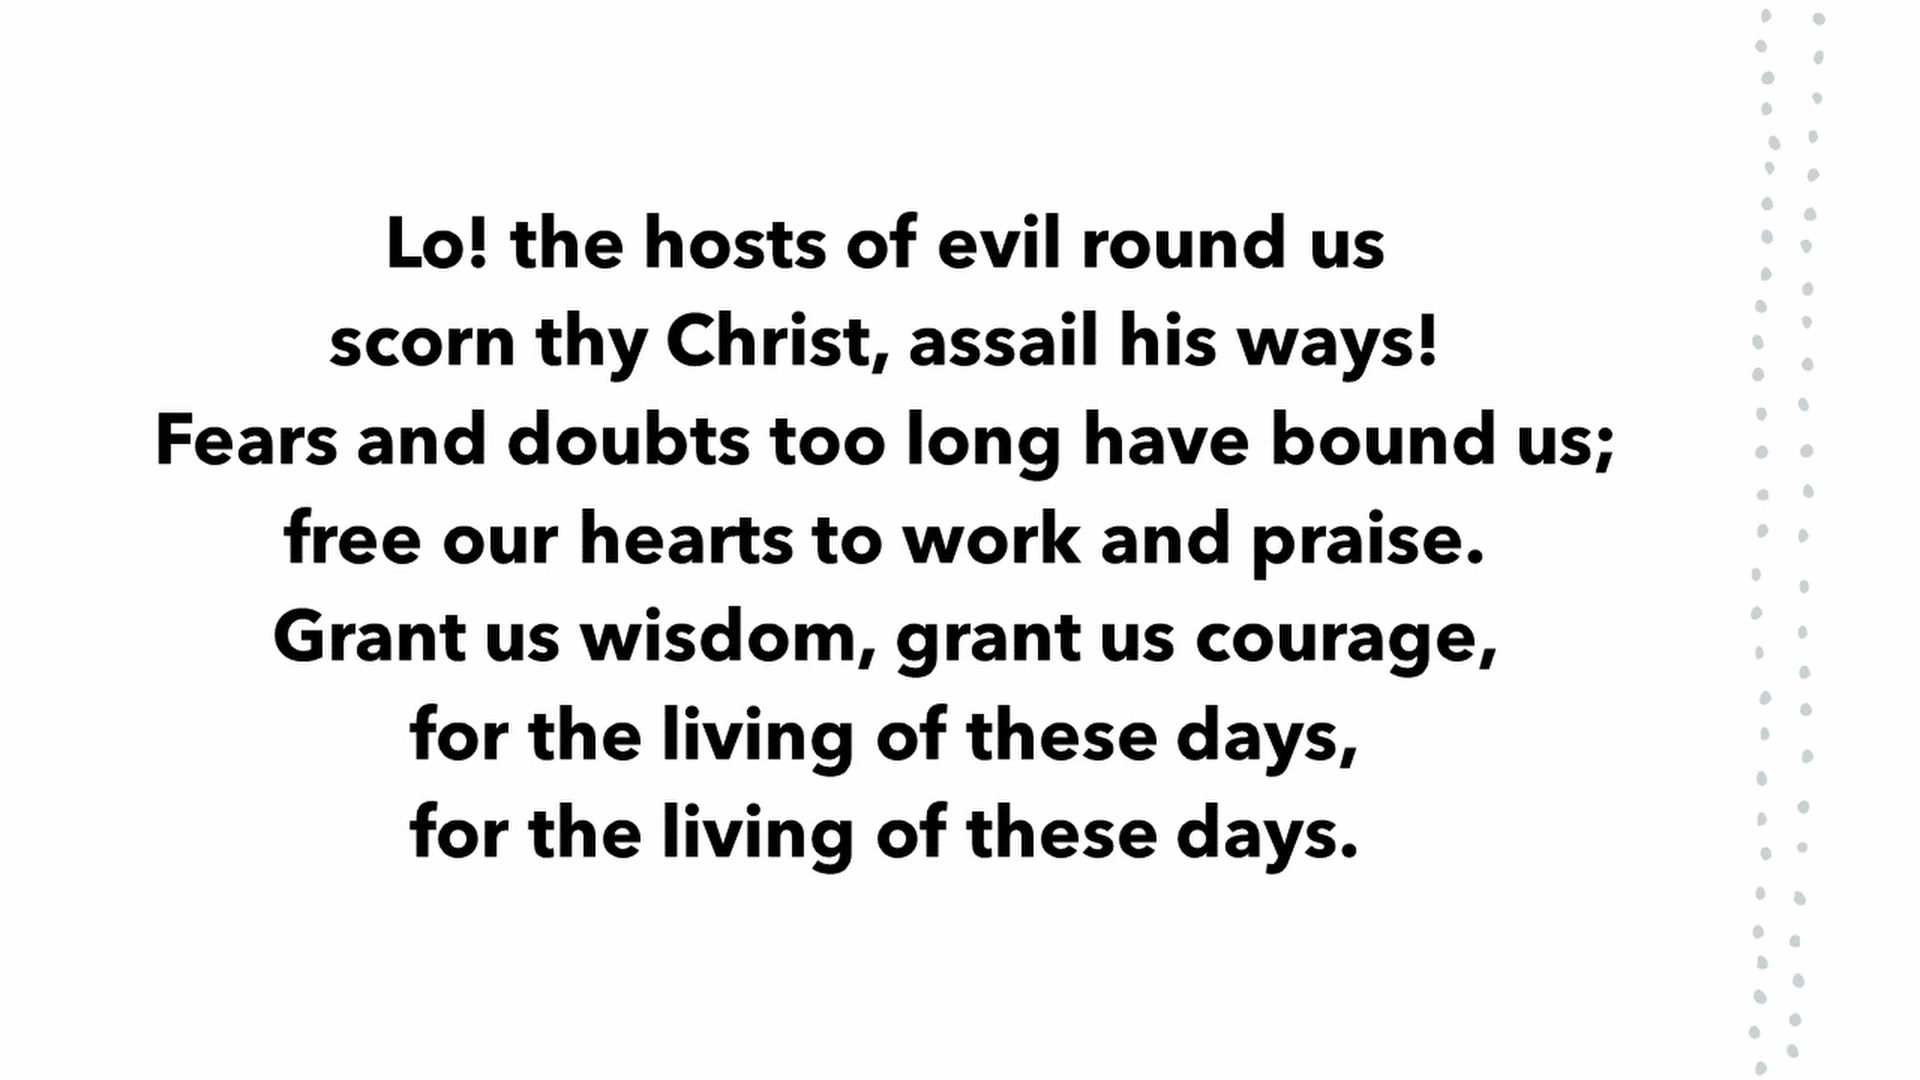 Lo! the hosts of evil round us
scorn thy Christ, assail his ways!
Fears and doubts too long have bound us;
free our hearts to work and praise.
Grant us wisdom, grant us courage,
for the living of these days,
for the living of these days.